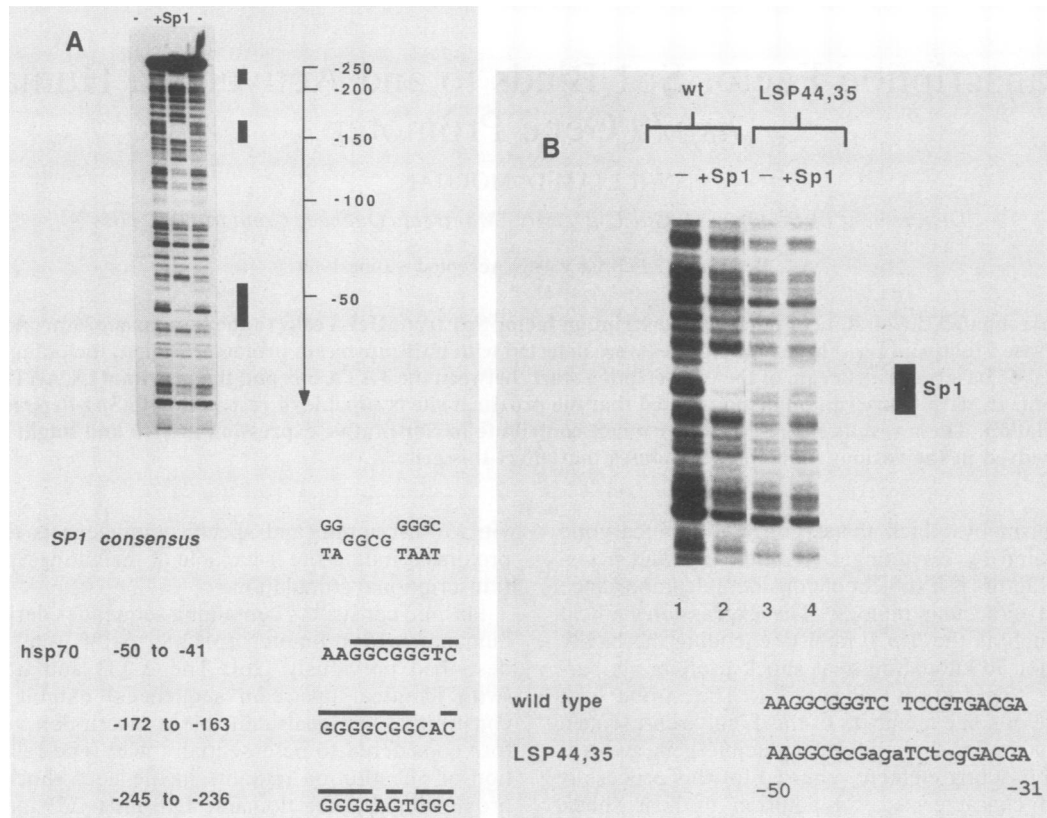 A
- +Sp1 -
-250
-200
-150
-100
-50
SP1 consensus
GG GGGC
GGCG
TA TAAT
hsp70 -50 to -41 AAGGCGGGTC
-172 to -163 GGGGCGGCAC
-245 to -236 GGGGAGTGGC
B
wt LSP44,35
— +Sp1 — +Sp1
Sp1
1 2 3 4
wild type AAGGCGGGTC TCCGTGACGA
LSP44,35 AAGGCGcGagaTCtcgGACGA
-50 -31